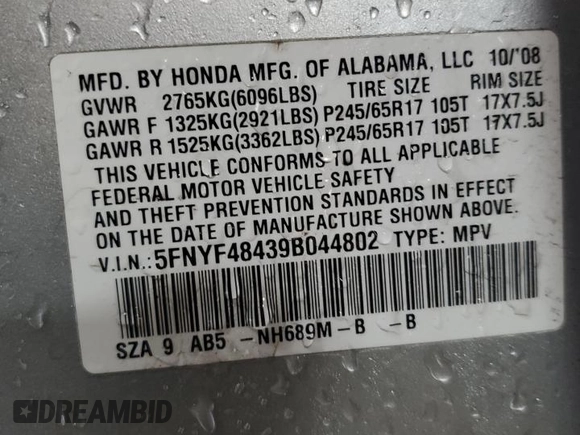 MFD. BY HONDA MFG. OF ALABAMA, LLC 10/'08
GVWR 2765KG(6096LBS) TIRE SIZE RIM SIZE
GAWR F 1325KG(2921LBS) P245/65R17 105T 17X7.5J
GAWR R 1525KG(3362LBS) P245/65R17 105T 17X7.5J
THIS VEHICLE CONFORMS TO ALL APPLICABLE
FEDERAL MOTOR VEHICLE SAFETY
AND THEFT PREVENTION STANDARDS IN EFFECT
ON THE DATE OF MANUFACTURE SHOWN ABOVE.
V.I.N.: 5FNYF48439B044802 TYPE: MPV
SZA 9 AB5 -NH689M-B -B
DREAMBID